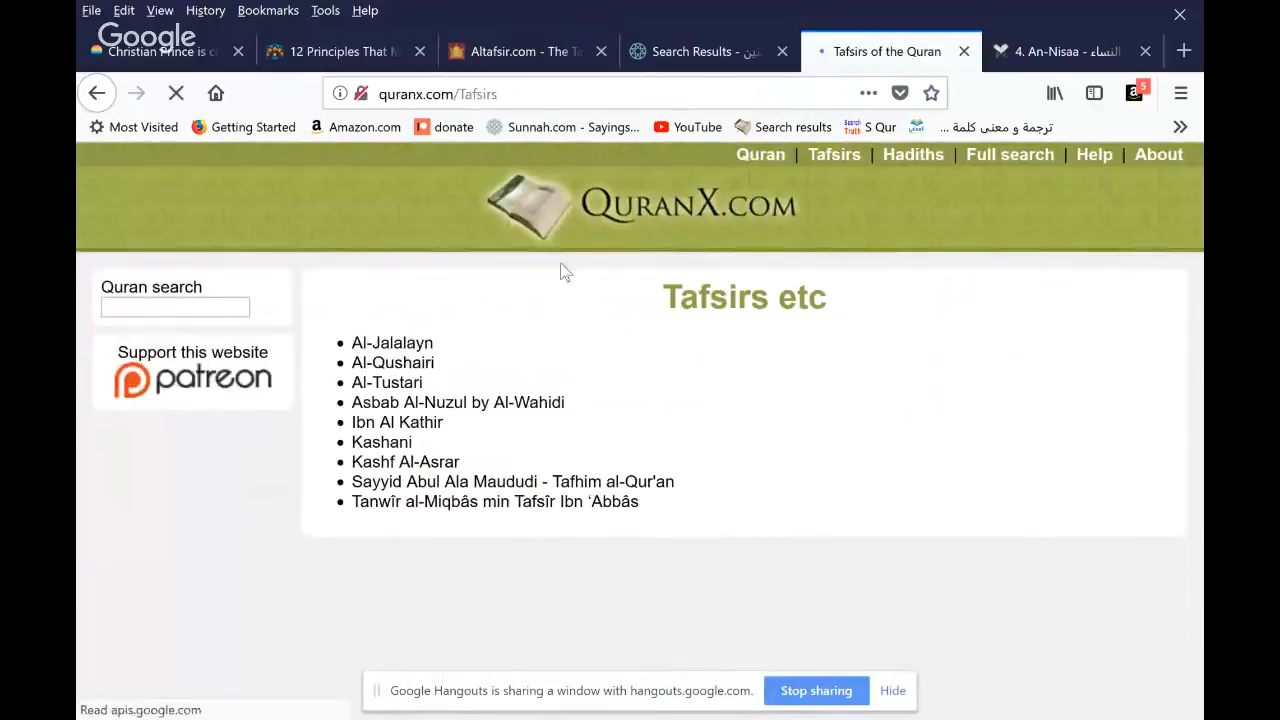 File Edit View History Bookmarks Tools Help
Google
Christian Prince is c
12 Principles That
Altafsir.com - The Ta
Search Results - ين
Tafsirs of the Quran
4. An-Nisaa - النساء
quranx.com/Tafsirs
5
Most Visited
Getting Started
Amazon.com
donate
Sunnah.com - Sayings...
YouTube
Search results
Search Truth
S Qur
ترجمة و معنى كلمة ...
Quran | Tafsirs | Hadiths | Full search | Help | About
QURANX.COM
Quran search
Support this website
patreon
Tafsirs etc
Al-Jalalayn
Al-Qushairi
Al-Tustari
Asbab Al-Nuzul by Al-Wahidi
Ibn Al Kathir
Kashani
Kashf Al-Asrar
Sayyid Abul Ala Maududi - Tafhim al-Qur'an
Tanwîr al-Miqbâs min Tafsîr Ibn ‘Abbâs
Google Hangouts is sharing a window with hangouts.google.com.
Stop sharing
Hide
Read apis.google.com